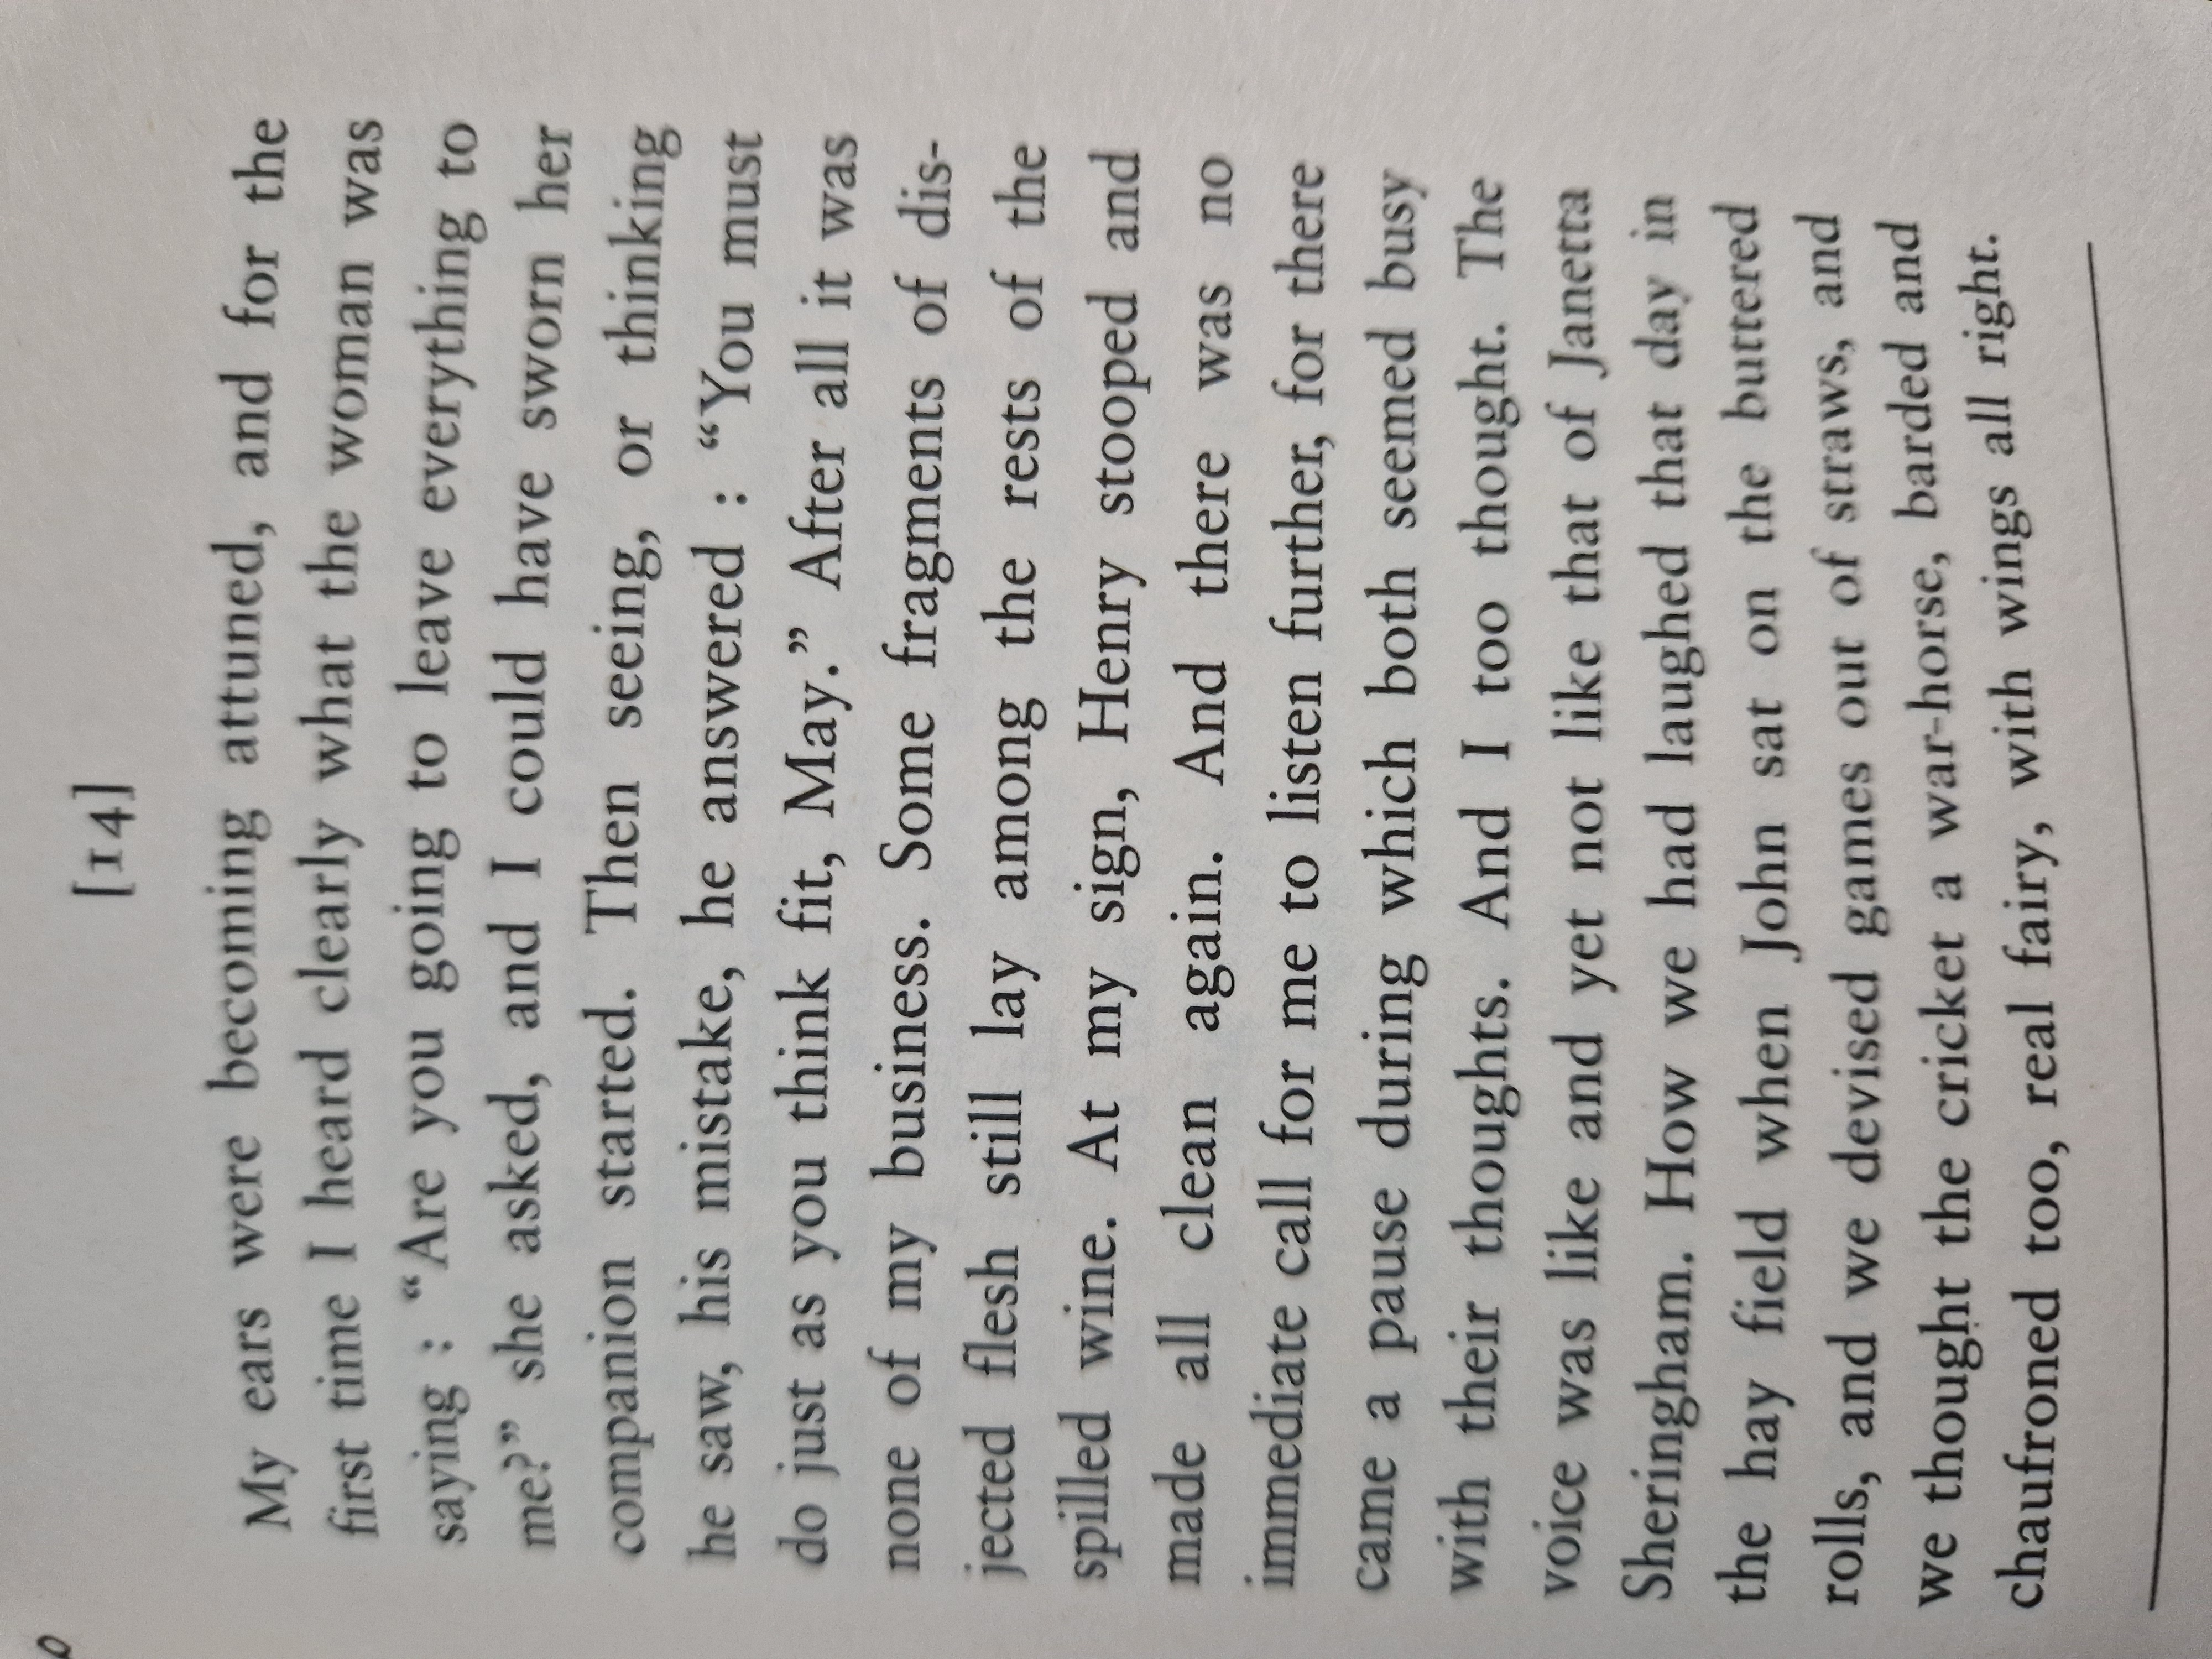 [14]
My ears were becoming attuned, and for the
first time I heard clearly what the woman was
saying : “Are you going to leave everything to
me?” she asked, and I could have sworn her
companion started. Then seeing, or thinking
he saw, his mistake, he answered : “You must
do just as you think fit, May.” After all it was
none of my business. Some fragments of dis-
jected flesh still lay among the rests of the
spilled wine. At my sign, Henry stooped and
made all clean again. And there was no
immediate call for me to listen further, for there
came a pause during which both seemed busy
with their thoughts. And I too thought. The
voice was like and yet not like that of Janetta
Sheringham. How we had laughed that day in
the hay field when John sat on the buttered
rolls, and we devised games out of straws, and
we thought the cricket a war-horse, barded and
chaufroned too, real fairy, with wings all right.